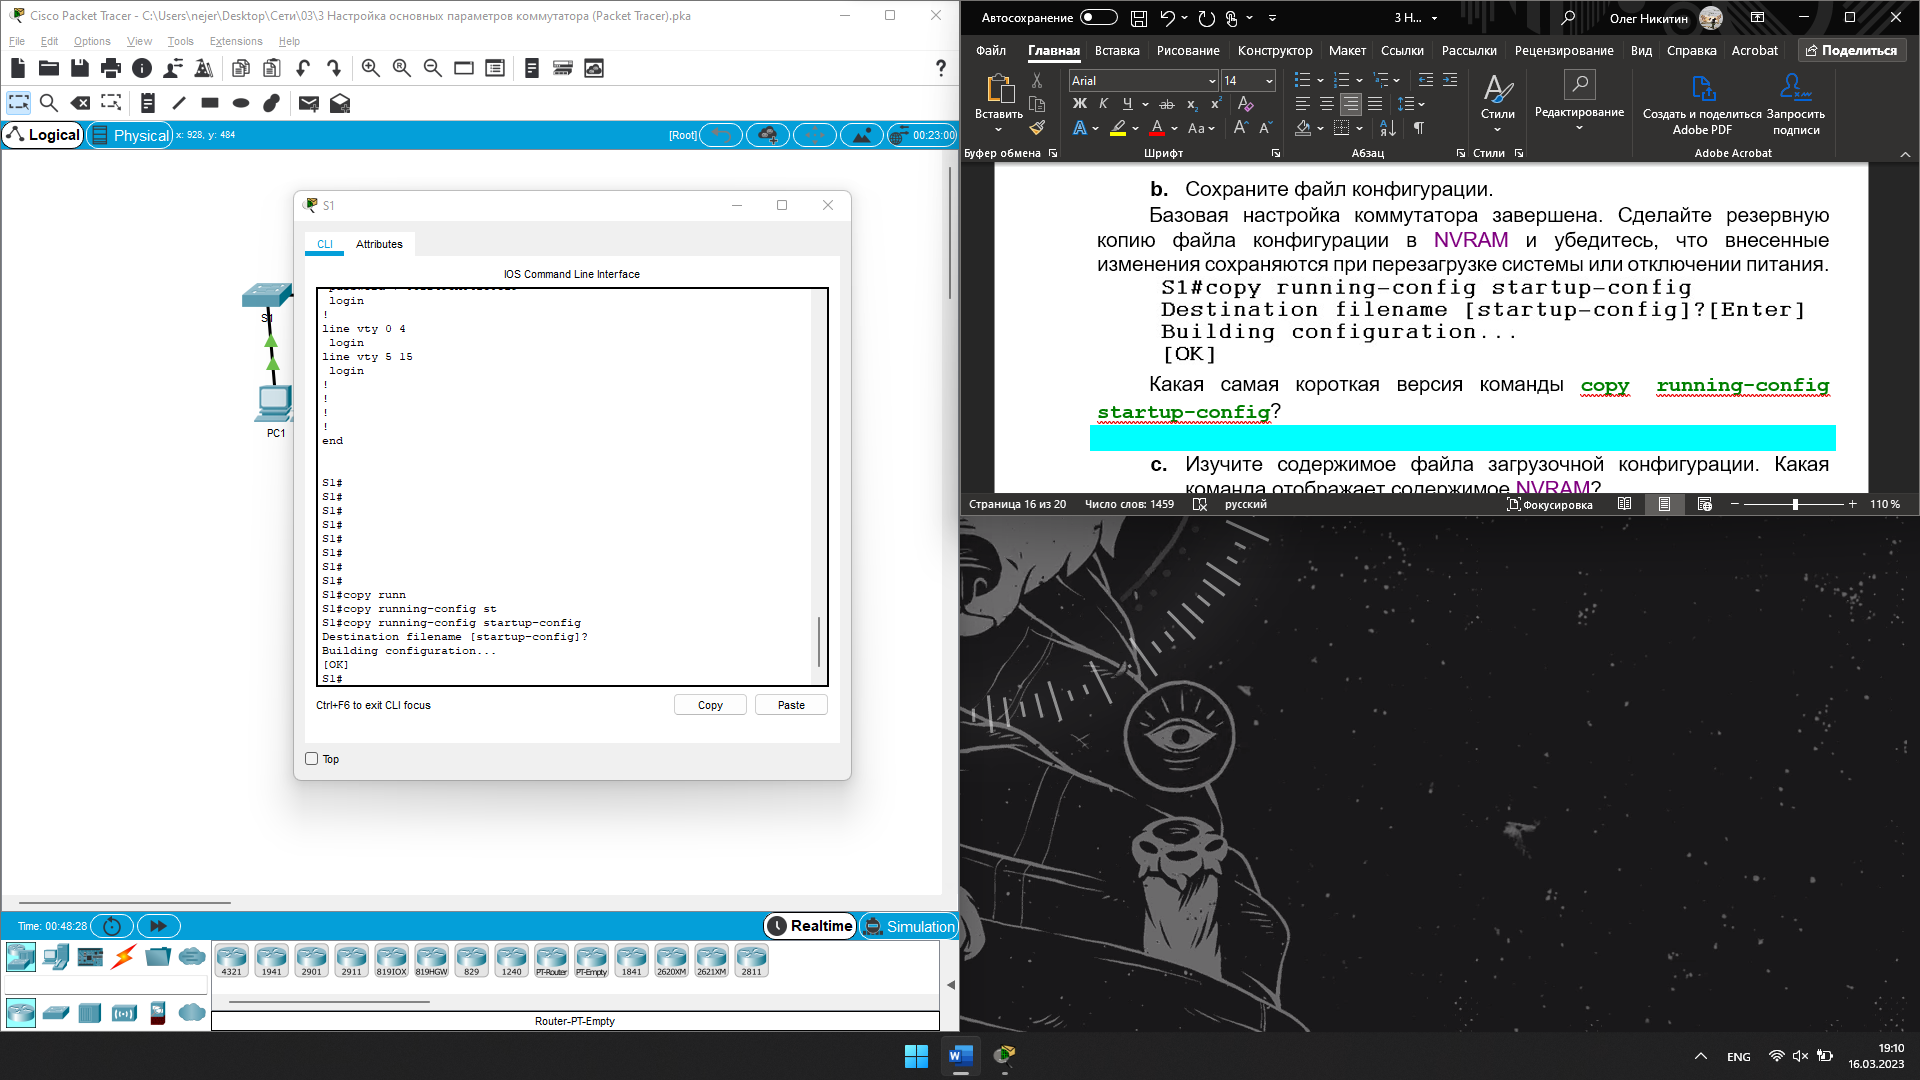 Cisco Packet Tracer - C:\Users\nejer\Desktop\Сети\03\3 Настройка основных параметров коммутатора (Packet Tracer).pka
File Edit Options View Tools Extensions Help
?
Logical Physical x: 928, y: 484 [Root] 00:23:00
S1
PC1
S1
CLI Attributes
IOS Command Line Interface
login
!
line vty 0 4
login
line vty 5 15
login
!
!
!
!
end
S1#
S1#
S1#
S1#
S1#
S1#
S1#
S1#
S1#copy runn
S1#copy running-config st
S1#copy running-config startup-config
Destination filename [startup-config]?
Building configuration...
[OK]
S1#
Ctrl+F6 to exit CLI focus
Copy Paste
Top
Time: 00:48:28
Realtime Simulation
4321 1941 2901 2911 819IOX 819HGW 829 1240 PT-Router PT-Empty 1841 2620XM 2621XM 2811
Router-PT-Empty
Автосохранение 3 Н... Олег Никитин
Файл Главная Вставка Рисование Конструктор Макет Ссылки Рассылки Рецензирование Вид Справка Acrobat Поделиться
Arial 14
Вставить
Ж К Ч ab x₂ x²
Aa
Стили
Редактирование
Создать и поделиться Adobe PDF
Запросить подписи
Буфер обмена Шрифт Абзац Стили Adobe Acrobat
b. Сохраните файл конфигурации.
Базовая настройка коммутатора завершена. Сделайте резервную
копию файла конфигурации в NVRAM и убедитесь, что внесенные
изменения сохраняются при перезагрузке системы или отключении питания.
S1#copy running-config startup-config
Destination filename [startup-config]?[Enter]
Building configuration...
[OK]
Какая самая короткая версия команды copy running-config
startup-config?
c. Изучите содержимое файла загрузочной конфигурации. Какая
команда отображает содержимое NVRAM?
Страница 16 из 20 Число слов: 1459 русский Фокусировка 110 %
ENG
19:10
16.03.2023